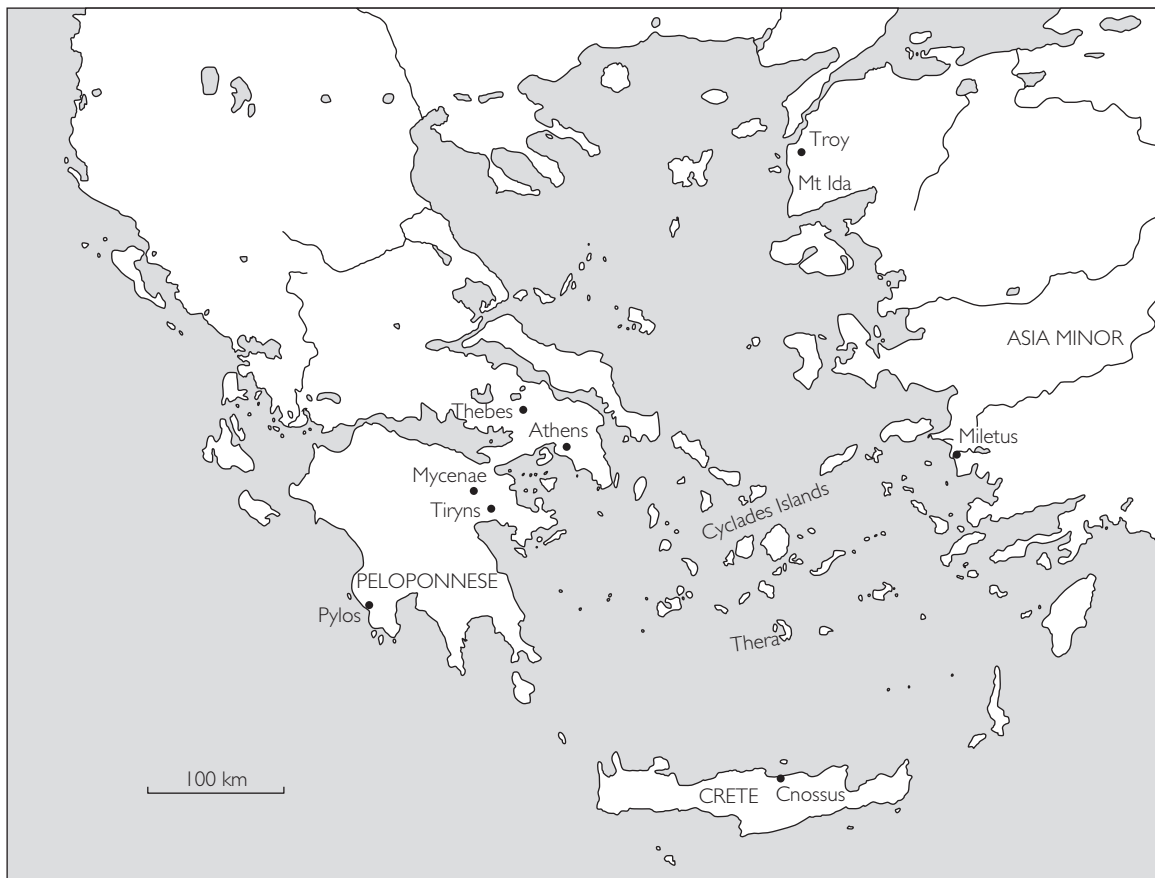 Troy
Mt Ida
ASIA MINOR
Thebes
Athens
Miletus
Mycenae
Tiryns
Cyclades Islands
PELOPONNESE
Pylos
Thera
100 km
CRETE
Cnossus